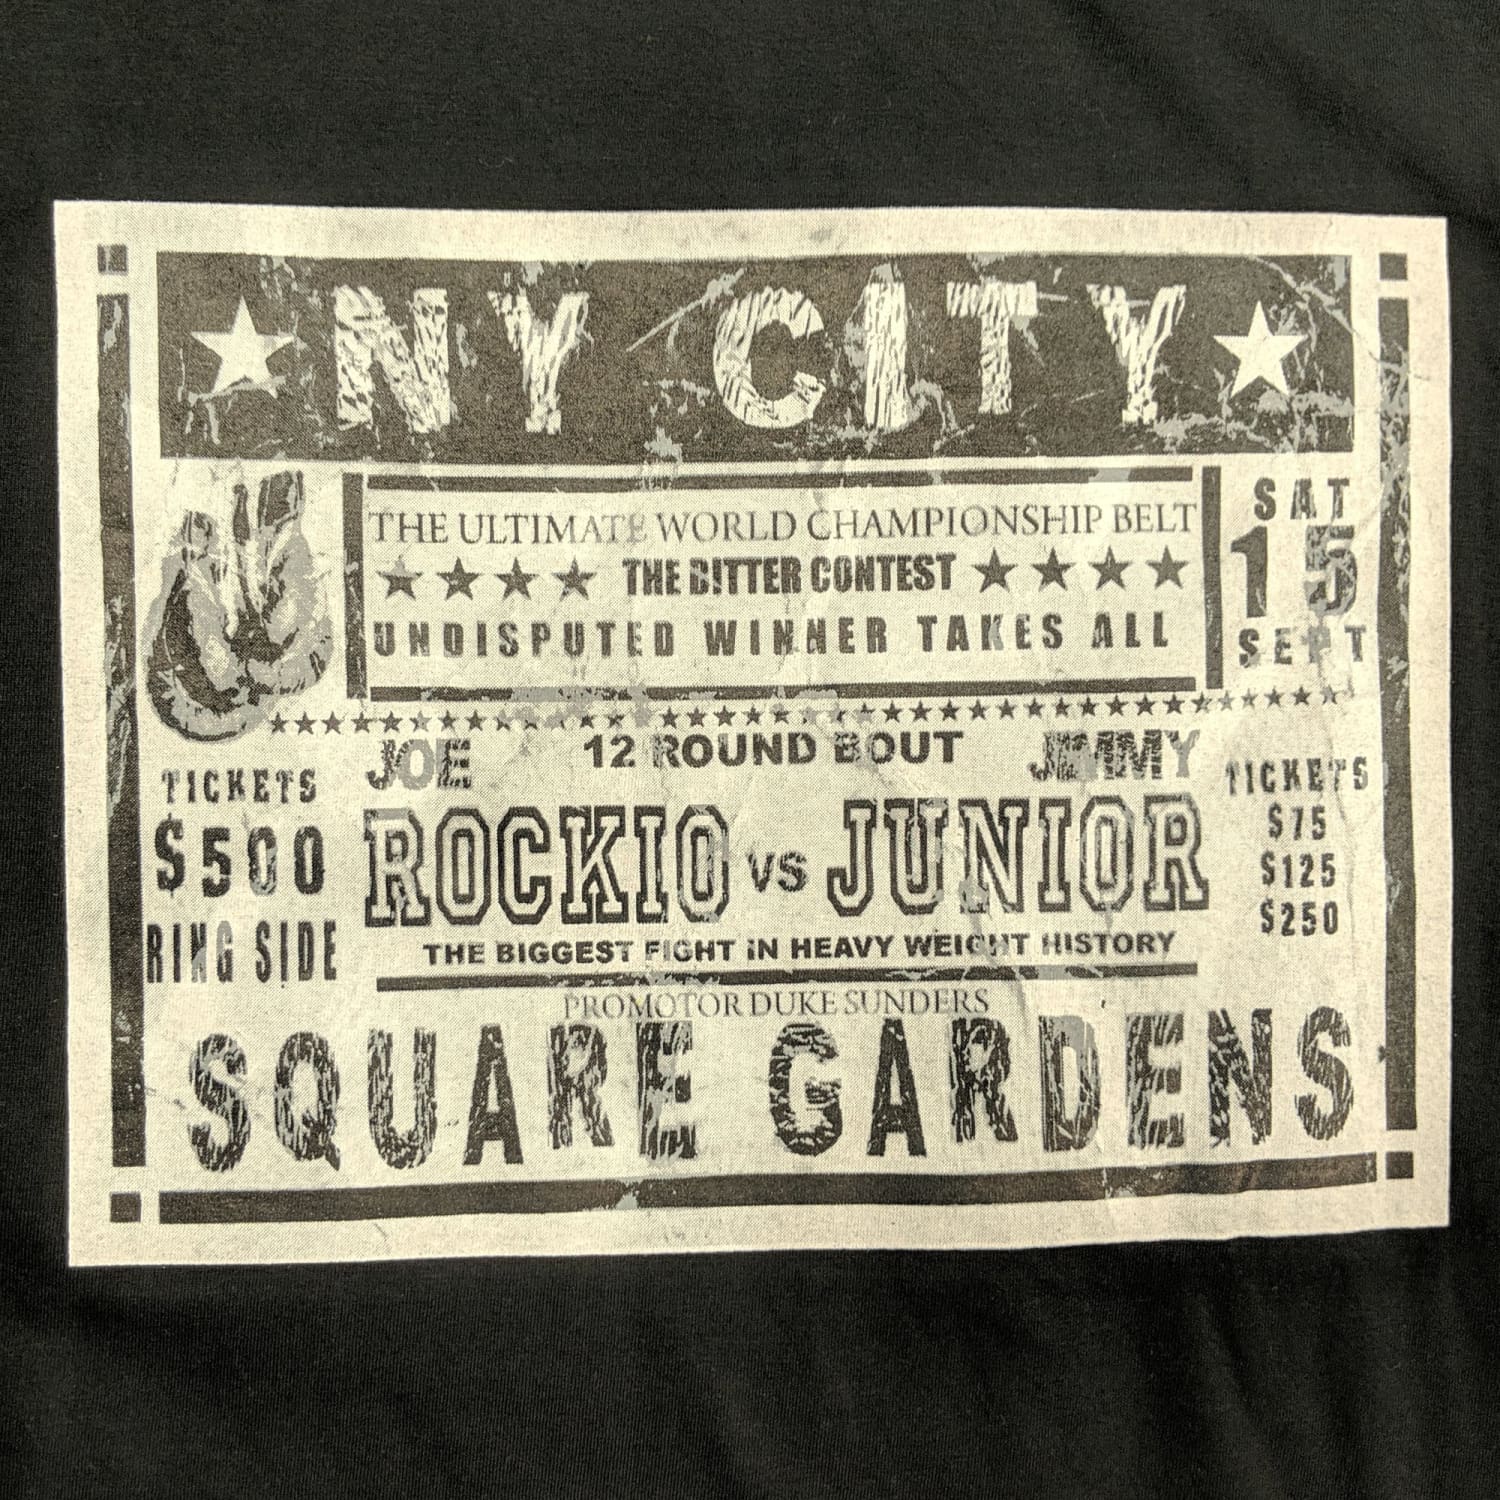 NY CITY
THE ULTIMATE WORLD CHAMPIONSHIP BELT
THE BITTER CONTEST
UNDISPUTED WINNER TAKES ALL
SAT
15
SEPT
12 ROUND BOUT
JOE
JIMMY
ROCKIO VS JUNIOR
THE BIGGEST FIGHT iN HEAVY WEIGHT HISTORY
TICKETS
$500
RING SIDE
TICKETS
$75
$125
$250
PROMOTOR DUKE SUNDERS
SQUARE GARDENS